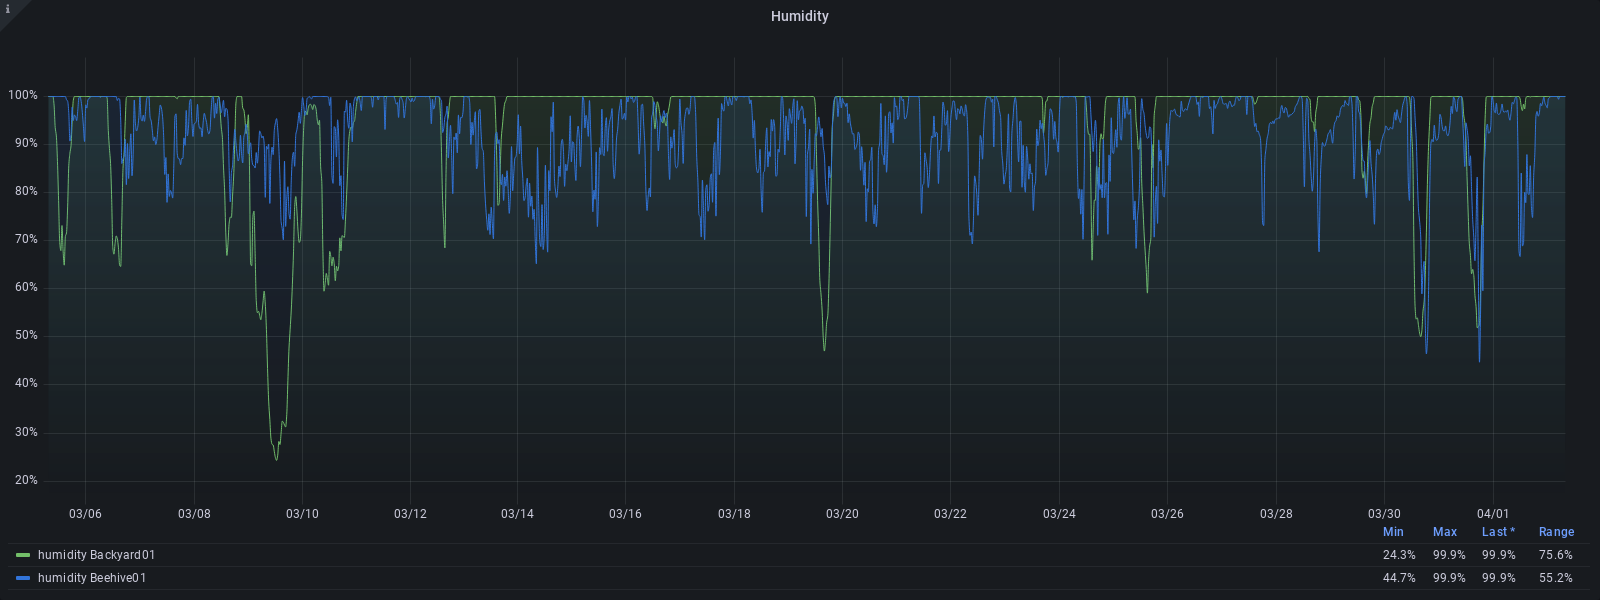 i
Humidity
100%
90%
80%
70%
60%
50%
40%
30%
20%
03/06 03/08 03/10 03/12 03/14 03/16 03/18 03/20 03/22 03/24 03/26 03/28 03/30 04/01
Min Max Last * Range
humidity Backyard01 24.3% 99.9% 99.9% 75.6%
humidity Beehive01 44.7% 99.9% 99.9% 55.2%